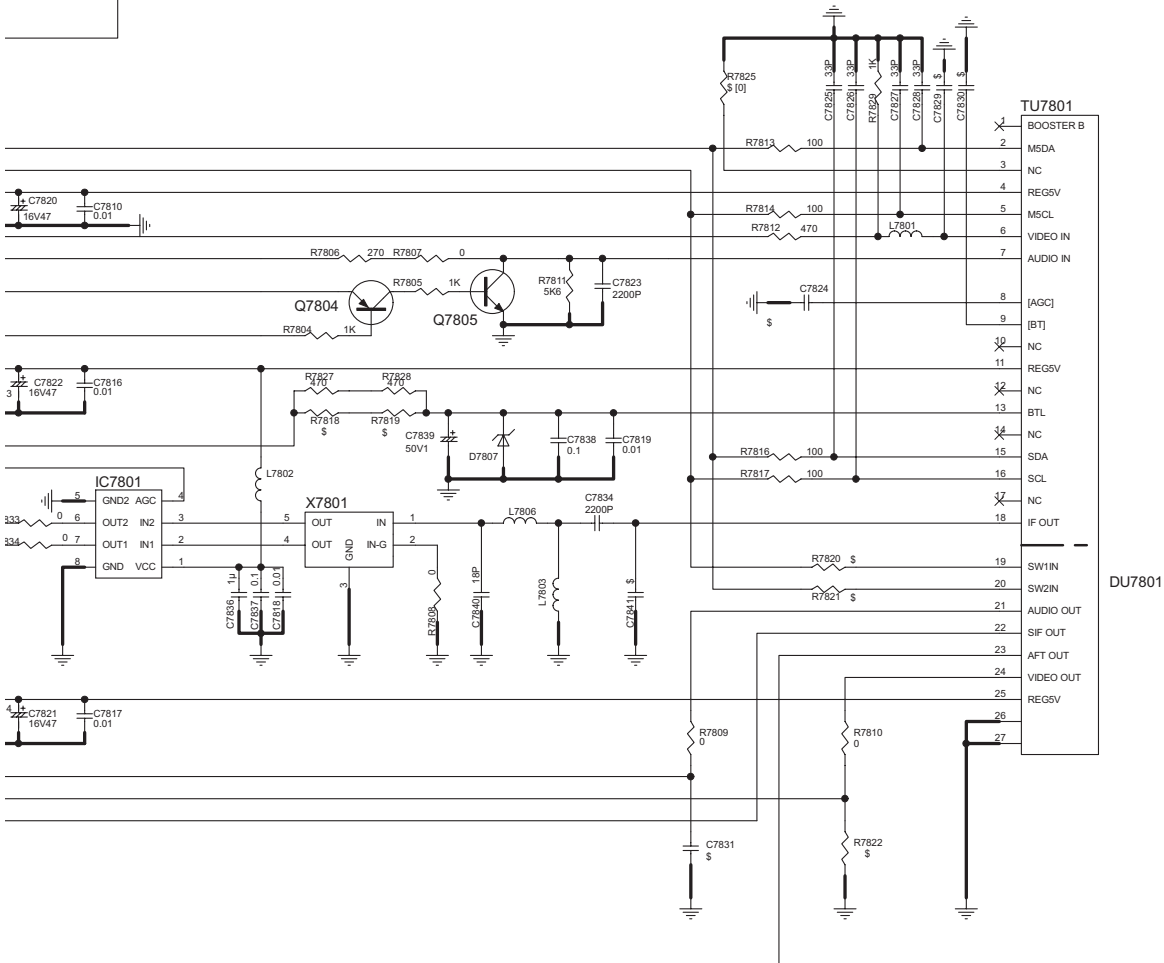 R7825
$ [0]
C7825 33P
C7826 33P
R7829 1K
C7827 33P
C7828 33P
C7829 $
C7830 $
TU7801
1 BOOSTER B
R7813 100
2 M5DA
3 NC
C7820
16V47
C7810
0.01
4 REG5V
R7814 100
5 M5CL
R7812 470
L7801
6 VIDEO IN
R7806 270 R7807 0
7 AUDIO IN
R7805 1K
R7811
5K6
C7823
2200P
Q7804
Q7805
C7824
$
8 [AGC]
R7804 1K
9 [BT]
10 NC
11 REG5V
3
C7822
16V47
C7816
0.01
R7827
470
R7828
470
12 NC
R7818
$
R7819
$
13 BTL
C7839
50V1
D7807
C7838
0.1
C7819
0.01
14 NC
R7816 100
15 SDA
L7802
R7817 100
16 SCL
IC7801
5 GND2 AGC 4
X7801
C7834
2200P
17 NC
833 0 6 OUT2 IN2 3
5 OUT IN 1
L7806
18 IF OUT
834 0 7 OUT1 IN1 2
4 OUT IN-G 2
GND
3
8 GND VCC 1
C7836 1µ
C7837 0.1
C7818 0.01
R7808 0
C7840 18P
L7803
C7841 $
R7820 $
19 SW1IN
DU7801
R7821 $
20 SW2IN
21 AUDIO OUT
22 SIF OUT
23 AFT OUT
24 VIDEO OUT
25 REG5V
4
C7821
16V47
C7817
0.01
R7809
0
R7810
0
26
27
C7831
$
R7822
$